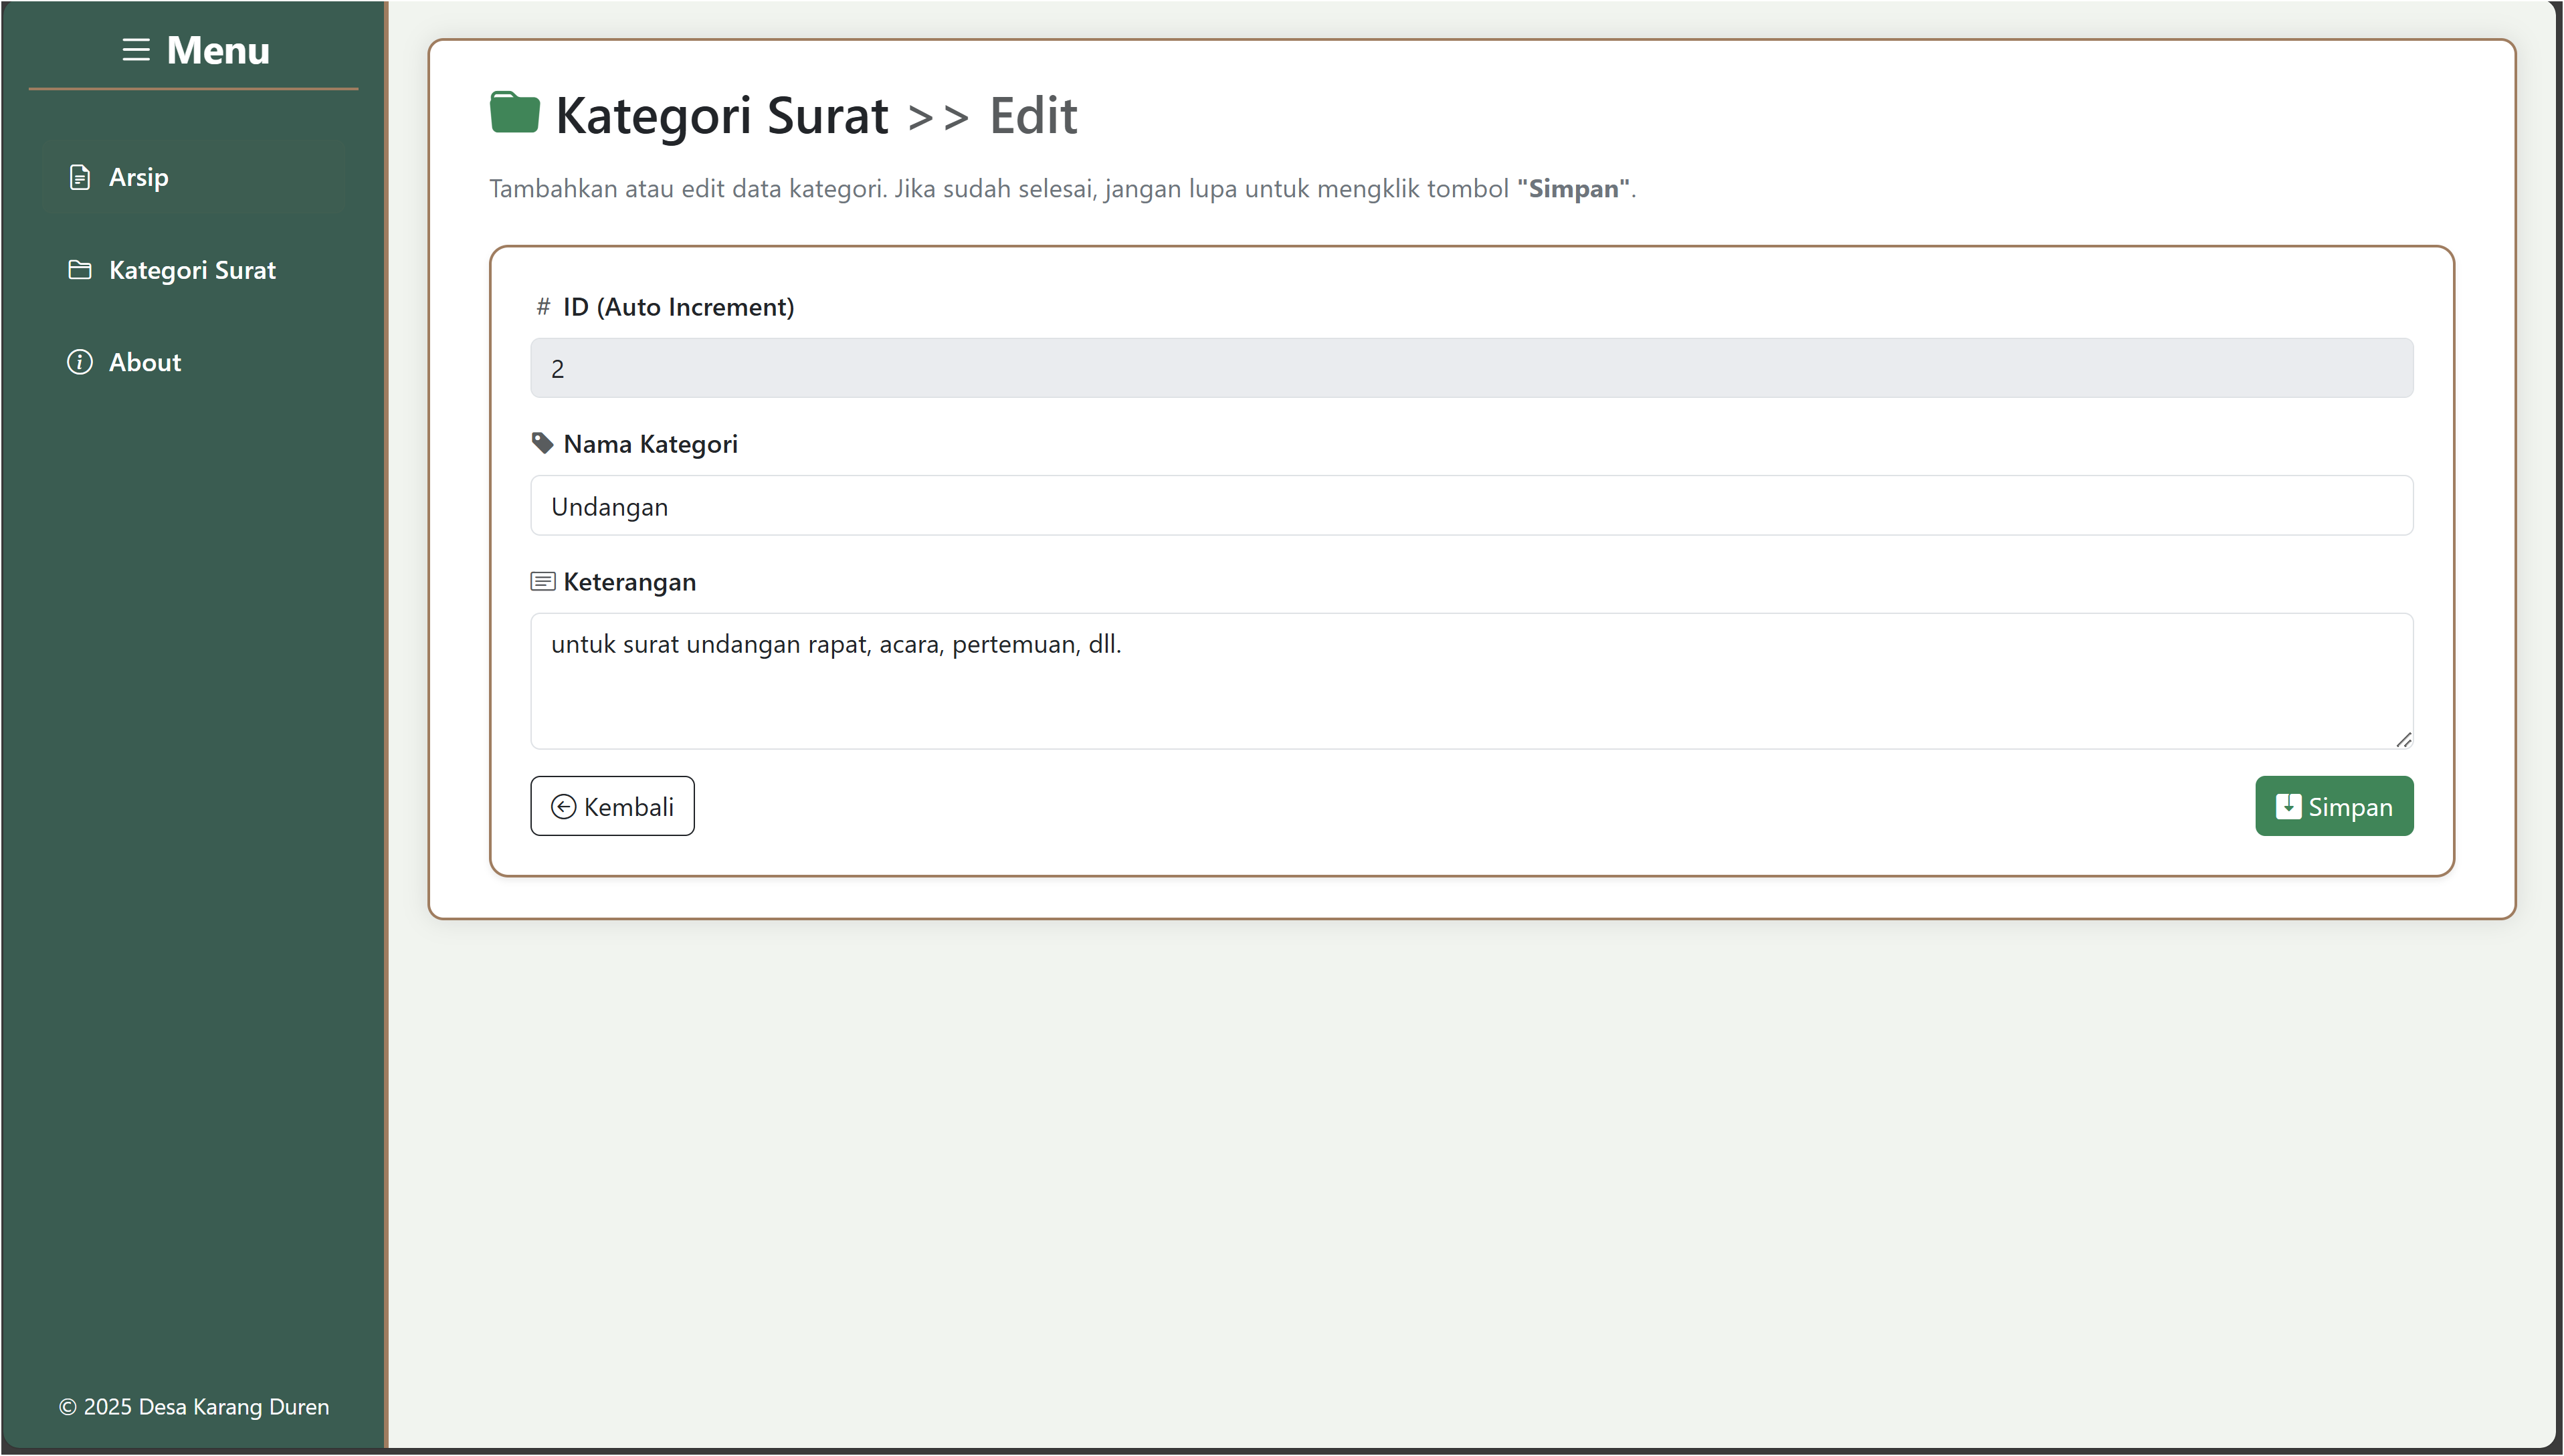 Menu
Arsip
Kategori Surat
About
© 2025 Desa Karang Duren
Kategori Surat >> Edit
Tambahkan atau edit data kategori. Jika sudah selesai, jangan lupa untuk mengklik tombol "Simpan".
# ID (Auto Increment)
2
Nama Kategori
Undangan
Keterangan
untuk surat undangan rapat, acara, pertemuan, dll.
Kembali
Simpan